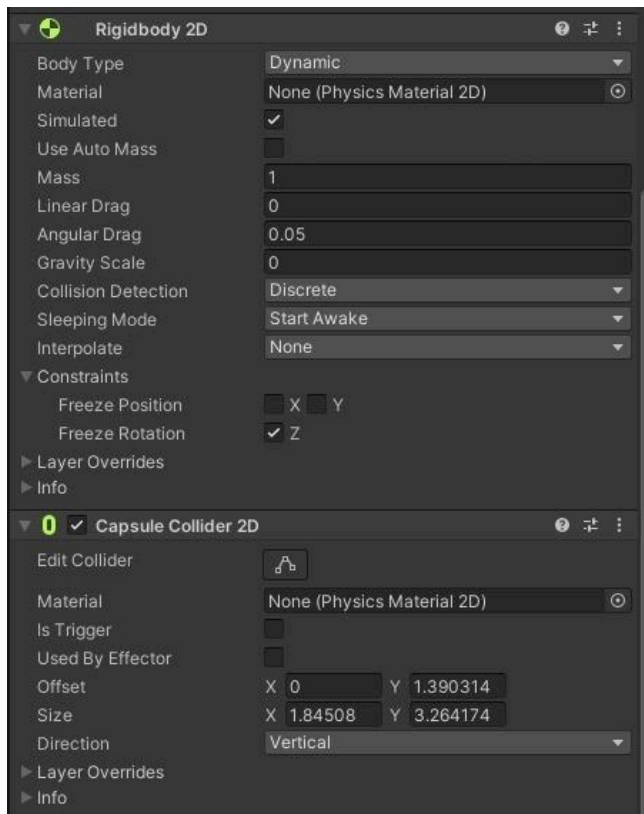 Rigidbody 2D
Body Type Dynamic
Material None (Physics Material 2D)
Simulated
Use Auto Mass
Mass 1
Linear Drag 0
Angular Drag 0.05
Gravity Scale 0
Collision Detection Discrete
Sleeping Mode Start Awake
Interpolate None
Constraints
Freeze Position X Y
Freeze Rotation Z
Layer Overrides
Info
Capsule Collider 2D
Edit Collider
Material None (Physics Material 2D)
Is Trigger
Used By Effector
Offset X 0 Y 1.390314
Size X 1.84508 Y 3.264174
Direction Vertical
Layer Overrides
Info